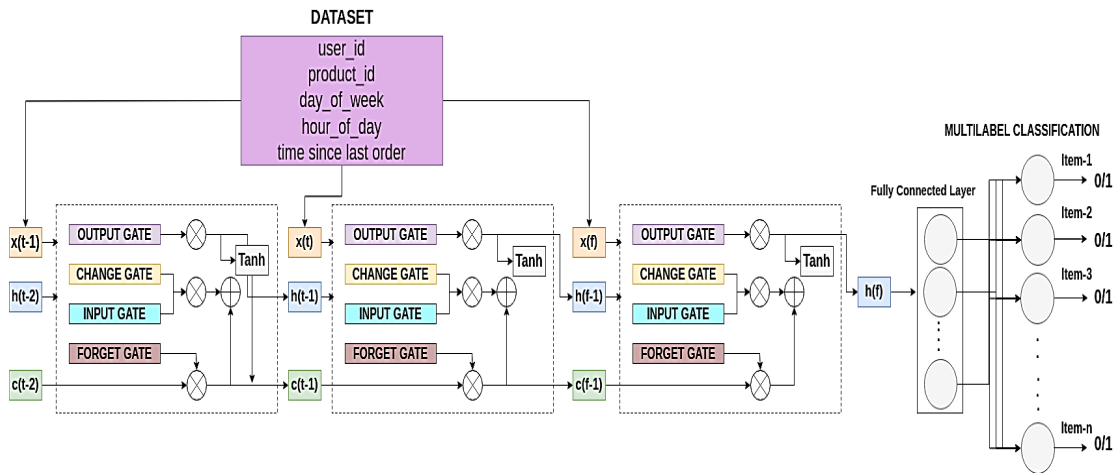 DATASET
user_id
product_id
day_of_week
hour_of_day
time since last order
x(t-1)
h(t-2)
c(t-2)
OUTPUT GATE
CHANGE GATE
INPUT GATE
FORGET GATE
Tanh
x(t)
h(t-1)
c(t-1)
OUTPUT GATE
CHANGE GATE
INPUT GATE
FORGET GATE
Tanh
x(f)
h(f-1)
c(f-1)
OUTPUT GATE
CHANGE GATE
INPUT GATE
FORGET GATE
Tanh
h(f)
Fully Connected Layer
MULTILABEL CLASSIFICATION
Item-1
0/1
Item-2
0/1
Item-3
0/1
Item-n
0/1